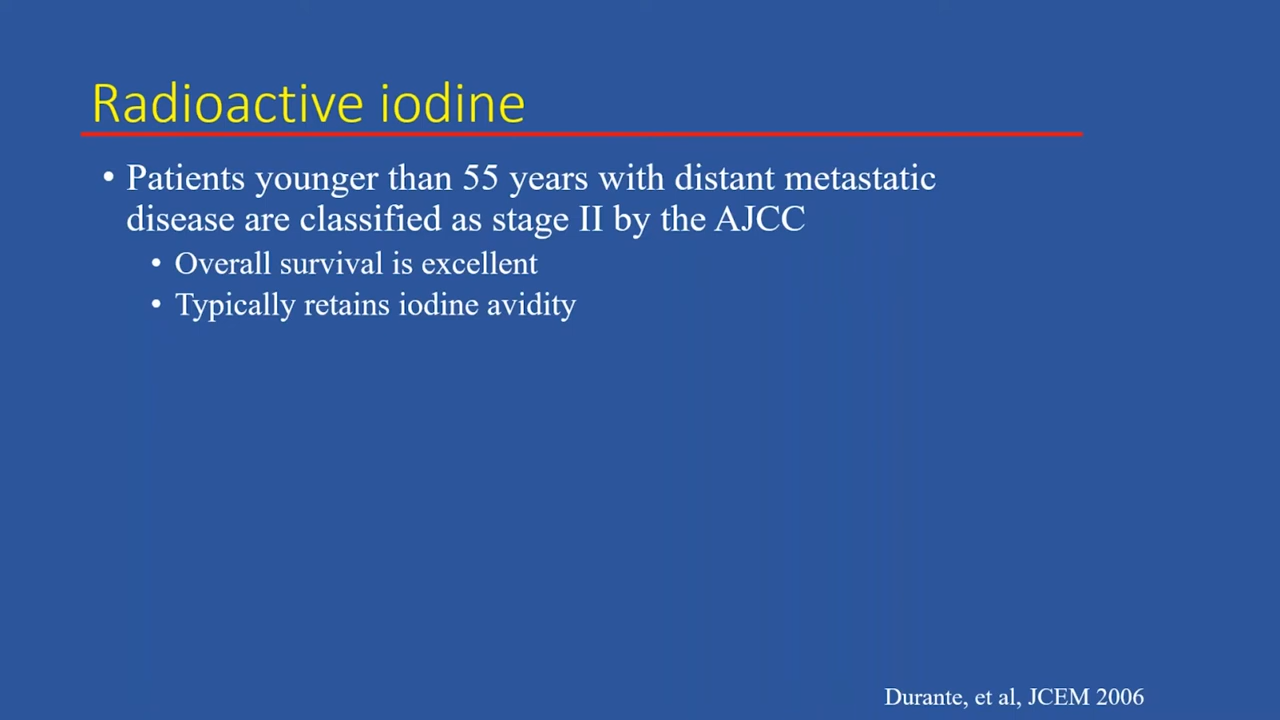 Radioactive iodine
• Patients younger than 55 years with distant metastatic
disease are classified as stage II by the AJCC
• Overall survival is excellent
• Typically retains iodine avidity
Durante, et al, JCEM 2006